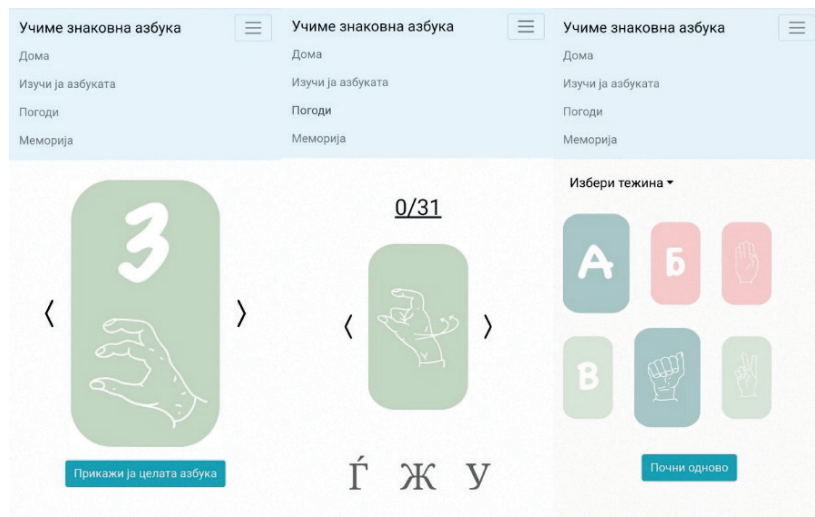 Учиме знаковна азбука
Дома
Изучи ја азбуката
Погоди
Меморија
З
Прикажи ја целата азбука
Учиме знаковна азбука
Дома
Изучи ја азбуката
Погоди
Меморија
0/31
Ѓ Ж У
Учиме знаковна азбука
Дома
Изучи ја азбуката
Погоди
Меморија
Избери тежина
А Б
В
Почни одново